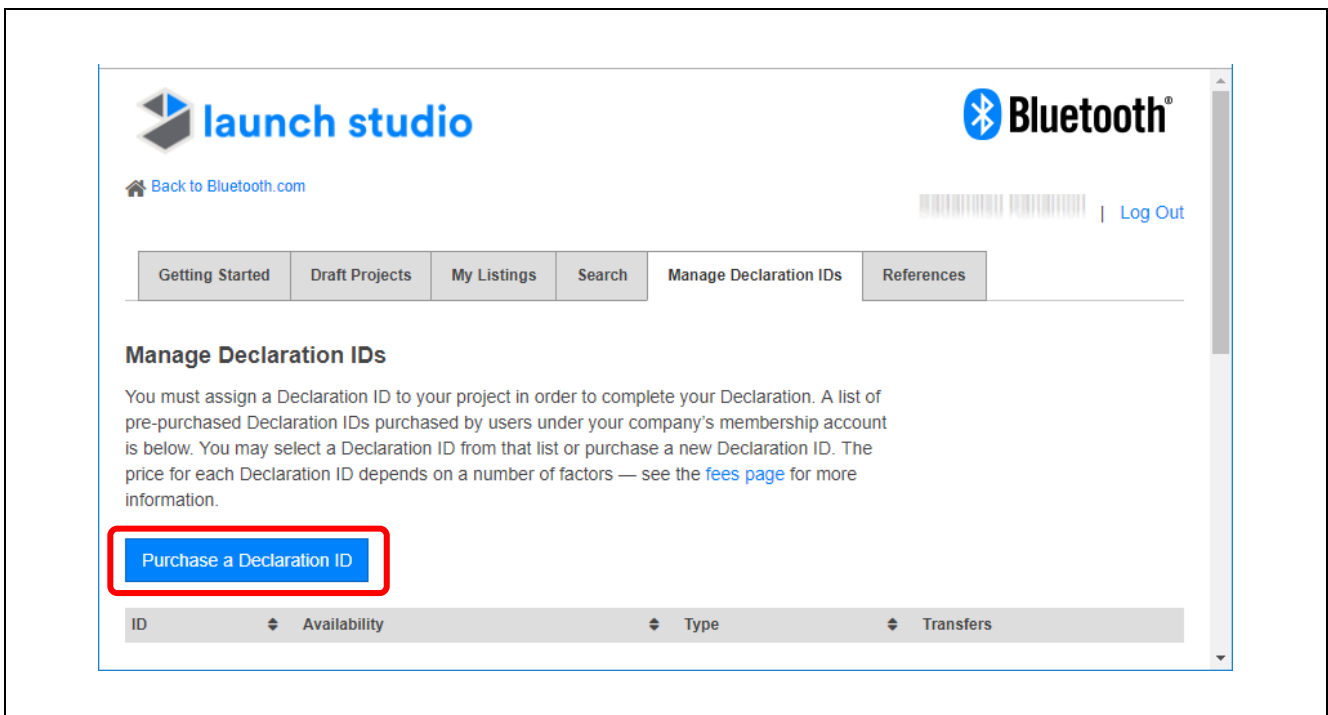 launch studio
Bluetooth®
Back to Bluetooth.com
| Log Out
Getting Started Draft Projects My Listings Search Manage Declaration IDs References
Manage Declaration IDs
You must assign a Declaration ID to your project in order to complete your Declaration. A list of
pre-purchased Declaration IDs purchased by users under your company’s membership account
is below. You may select a Declaration ID from that list or purchase a new Declaration ID. The
price for each Declaration ID depends on a number of factors — see the fees page for more
information.
Purchase a Declaration ID
ID Availability Type Transfers